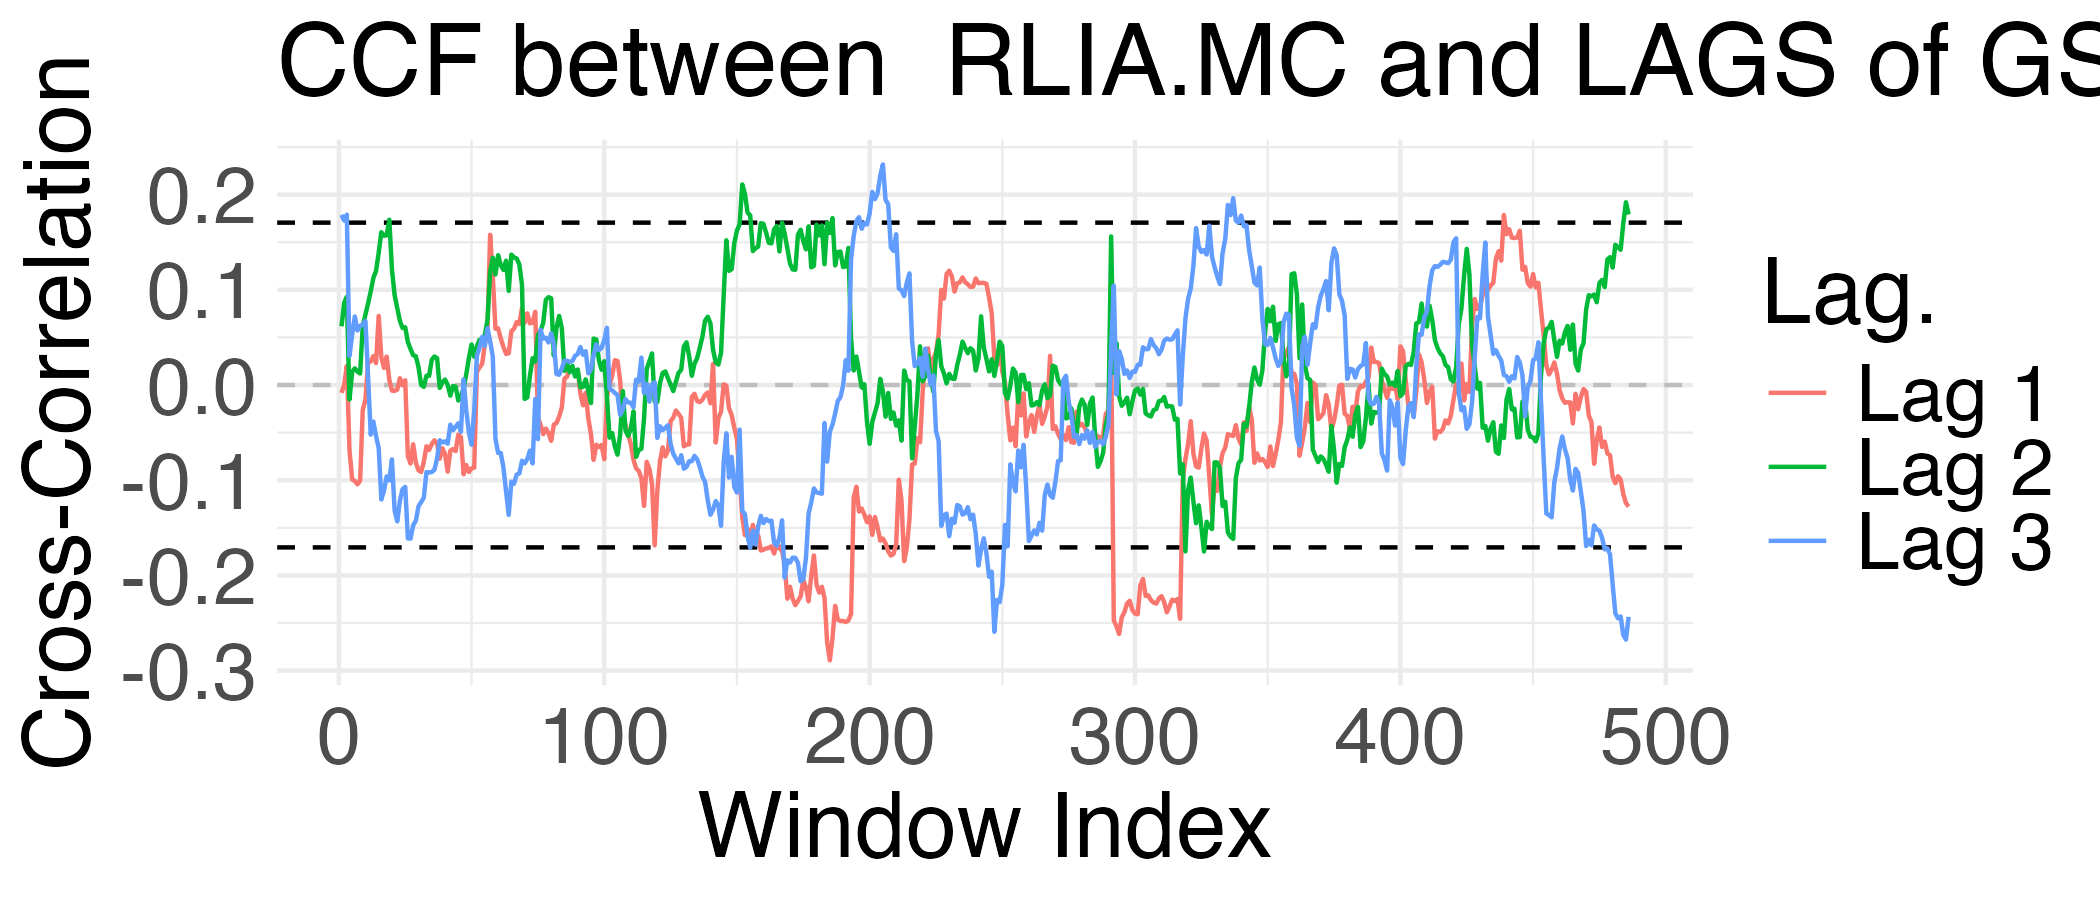 CCF between  RLIA.MC and LAGS of GS
Cross-Correlation
0.2
0.1
0.0
-0.1
-0.2
-0.3
0 100 200 300 400 500
Window Index
Lag.
Lag 1
Lag 2
Lag 3